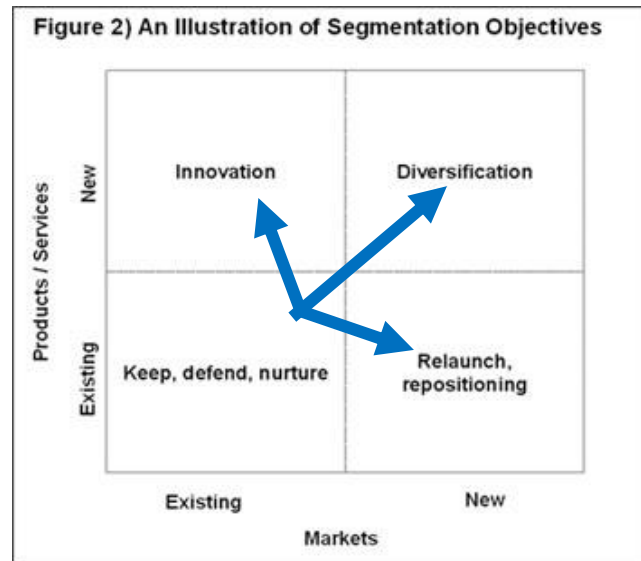 Figure 2) An Illustration of Segmentation Objectives
Products / Services
New
Existing
Innovation
Diversification
Keep, defend, nurture
Relaunch,
repositioning
Existing
New
Markets